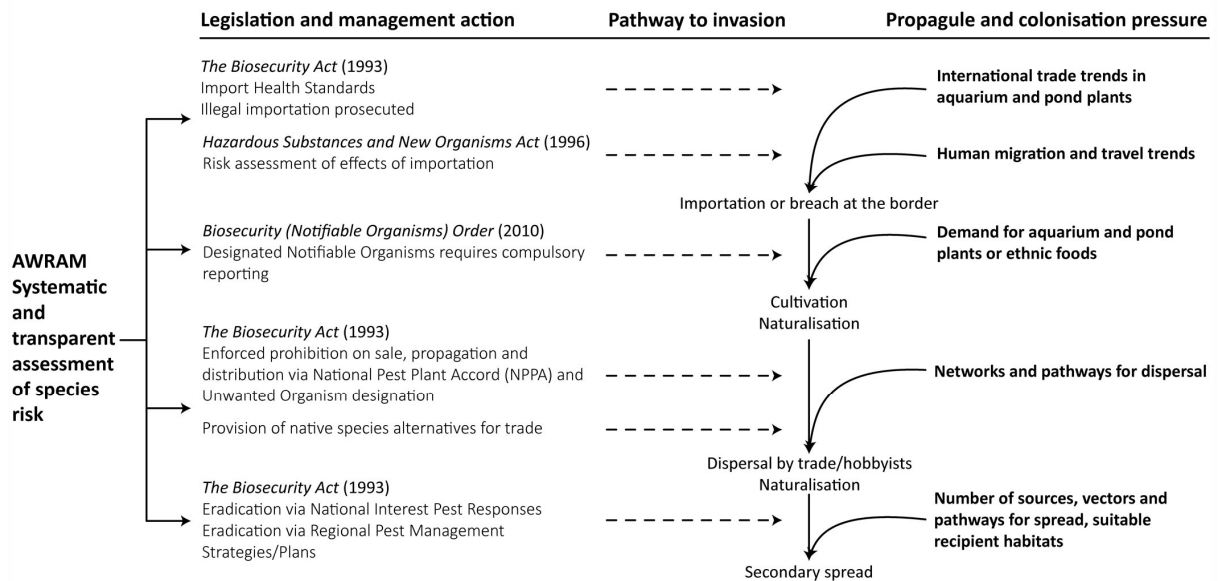 Legislation and management action
Pathway to invasion
Propagule and colonisation pressure
AWRAM
Systematic
and
transparent
assessment
of species
risk
The Biosecurity Act (1993)
Import Health Standards
Illegal importation prosecuted
Hazardous Substances and New Organisms Act (1996)
Risk assessment of effects of importation
Biosecurity (Notifiable Organisms) Order (2010)
Designated Notifiable Organisms requires compulsory
reporting
The Biosecurity Act (1993)
Enforced prohibition on sale, propagation and
distribution via National Pest Plant Accord (NPPA) and
Unwanted Organism designation
Provision of native species alternatives for trade
The Biosecurity Act (1993)
Eradication via National Interest Pest Responses
Eradication via Regional Pest Management
Strategies/Plans
Importation or breach at the border
Cultivation
Naturalisation
Dispersal by trade/hobbyists
Naturalisation
Secondary spread
International trade trends in
aquarium and pond plants
Human migration and travel trends
Demand for aquarium and pond
plants or ethnic foods
Networks and pathways for dispersal
Number of sources, vectors and
pathways for spread, suitable
recipient habitats